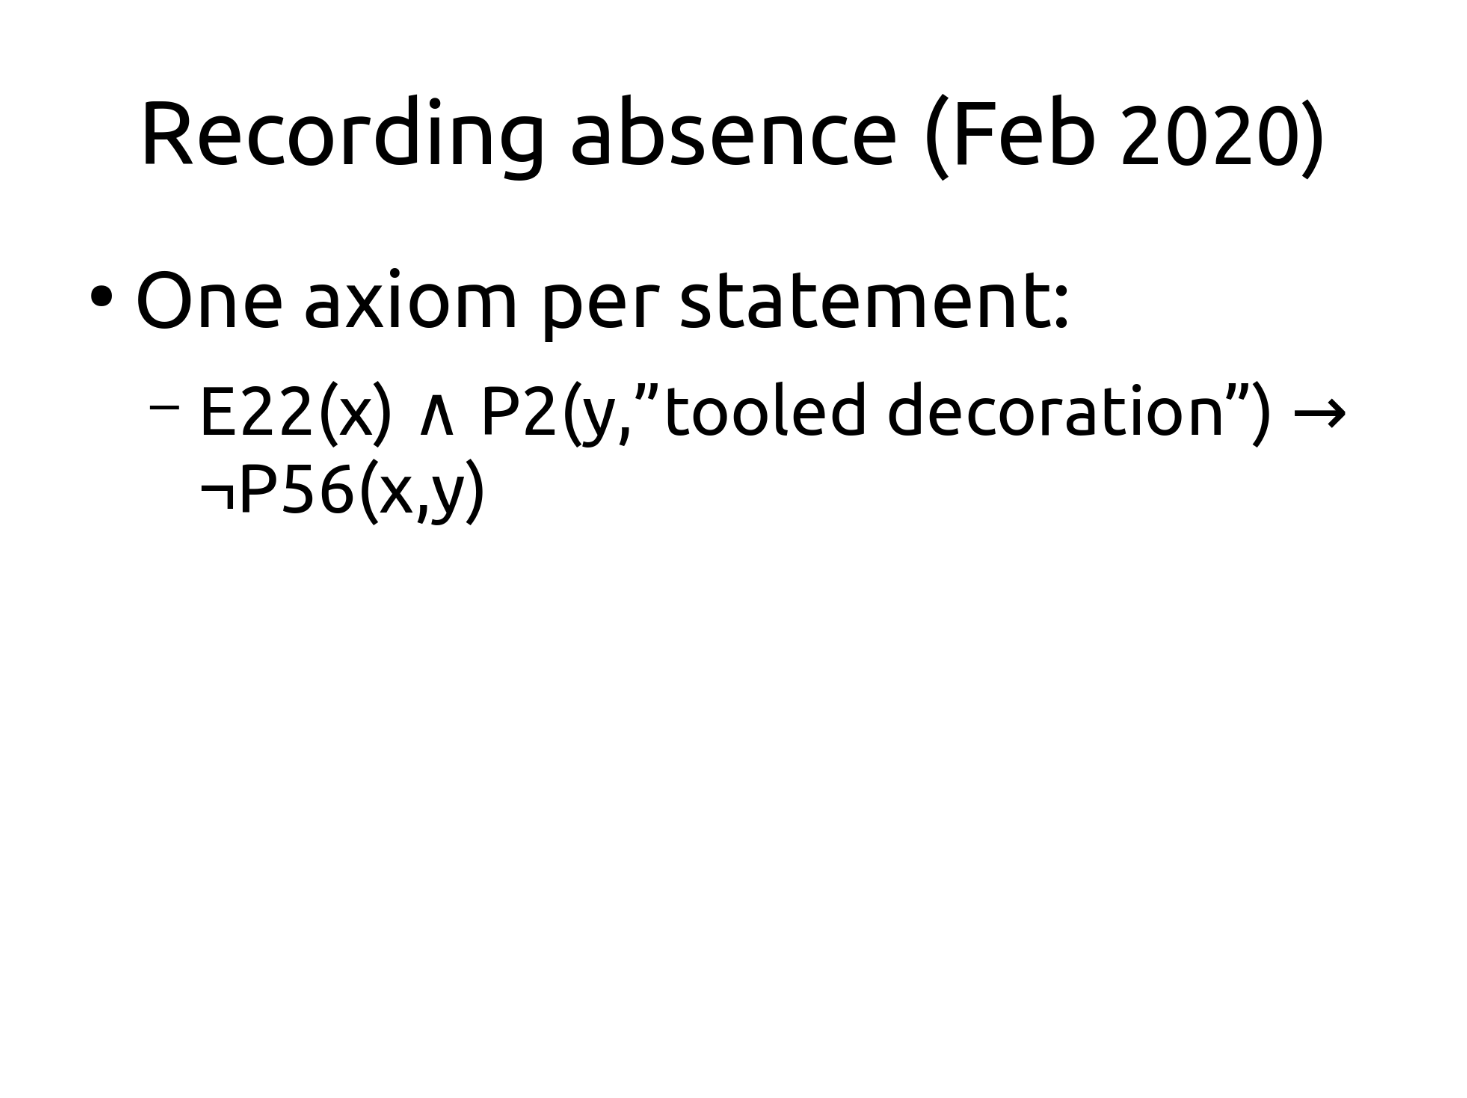 Recording absence (Feb 2020)
• One axiom per statement:
– E22(x) ∧ P2(y,”tooled decoration”) →
¬P56(x,y)